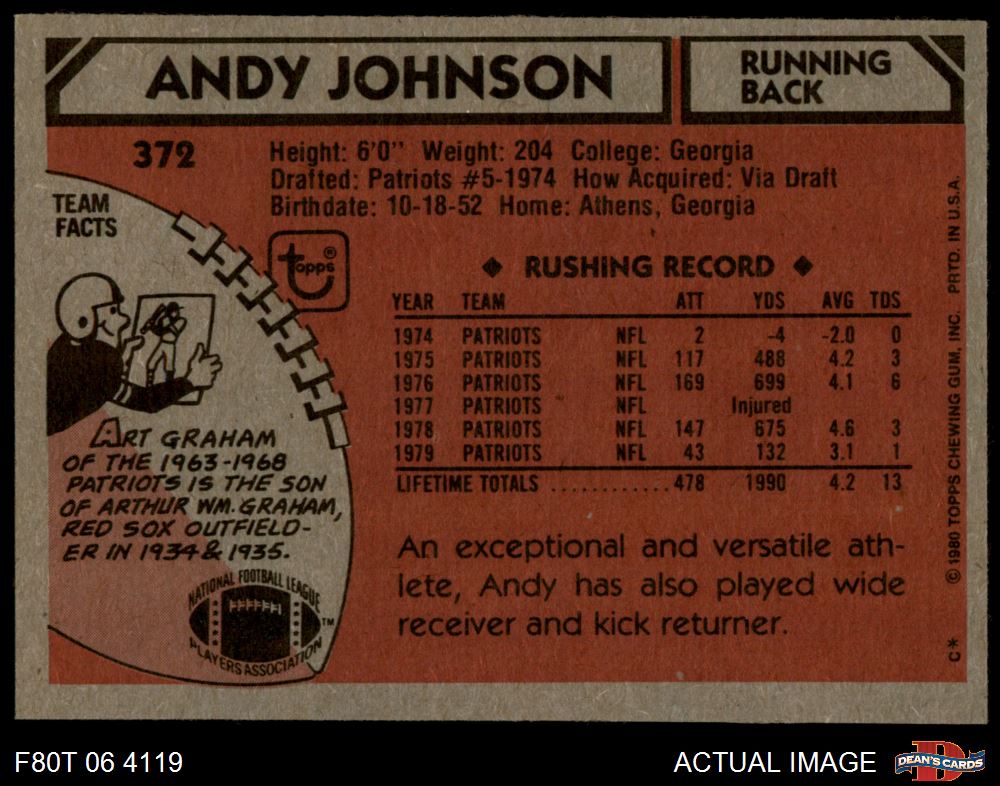 ANDY JOHNSON
RUNNING
BACK
372
Height: 6'0" Weight: 204 College: Georgia
Drafted: Patriots #5-1974 How Acquired: Via Draft
Birthdate: 10-18-52 Home: Athens, Georgia
TEAM
FACTS
topps ®
◆ RUSHING RECORD ◆
YEAR TEAM ATT YDS AVG TDS
1974 PATRIOTS NFL 2 -4 -2.0 0
1975 PATRIOTS NFL 117 488 4.2 3
1976 PATRIOTS NFL 169 699 4.1 6
1977 PATRIOTS NFL Injured
1978 PATRIOTS NFL 147 675 4.6 3
1979 PATRIOTS NFL 43 132 3.1 1
LIFETIME TOTALS ............ 478 1990 4.2 13
ART GRAHAM
OF THE 1963-1968
PATRIOTS IS THE SON
OF ARTHUR WM. GRAHAM,
RED SOX OUTFIELD-
ER IN 1934 & 1935.
NATIONAL FOOTBALL LEAGUE
PLAYERS ASSOCIATION
TM
An exceptional and versatile ath-
lete, Andy has also played wide
receiver and kick returner.
C* © 1980 TOPPS CHEWING GUM, INC. PRTD. IN U.S.A.
F80T 06 4119
ACTUAL IMAGE
D
DEAN'S CARDS